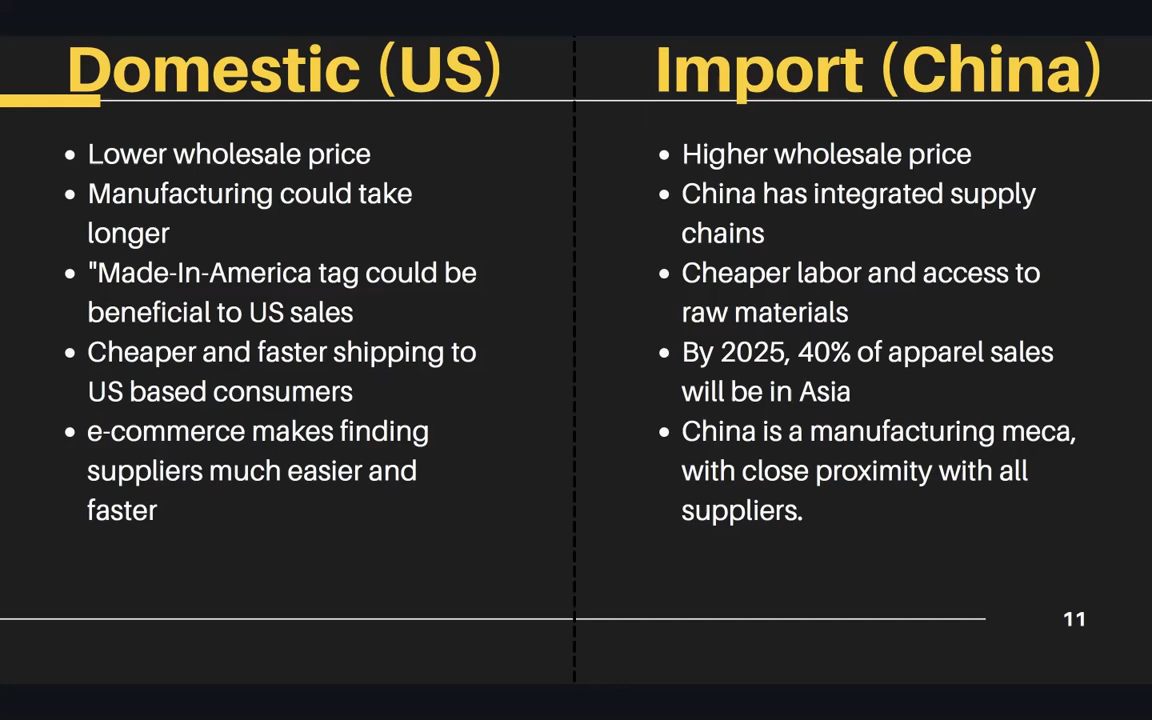 Domestic (US)
Lower wholesale price
Manufacturing could take
longer
"Made-In-America tag could be
beneficial to US sales
Cheaper and faster shipping to
US based consumers
e-commerce makes finding
suppliers much easier and
faster
Import (China)
Higher wholesale price
China has integrated supply
chains
Cheaper labor and access to
raw materials
By 2025, 40% of apparel sales
will be in Asia
China is a manufacturing meca,
with close proximity with all
suppliers.
11